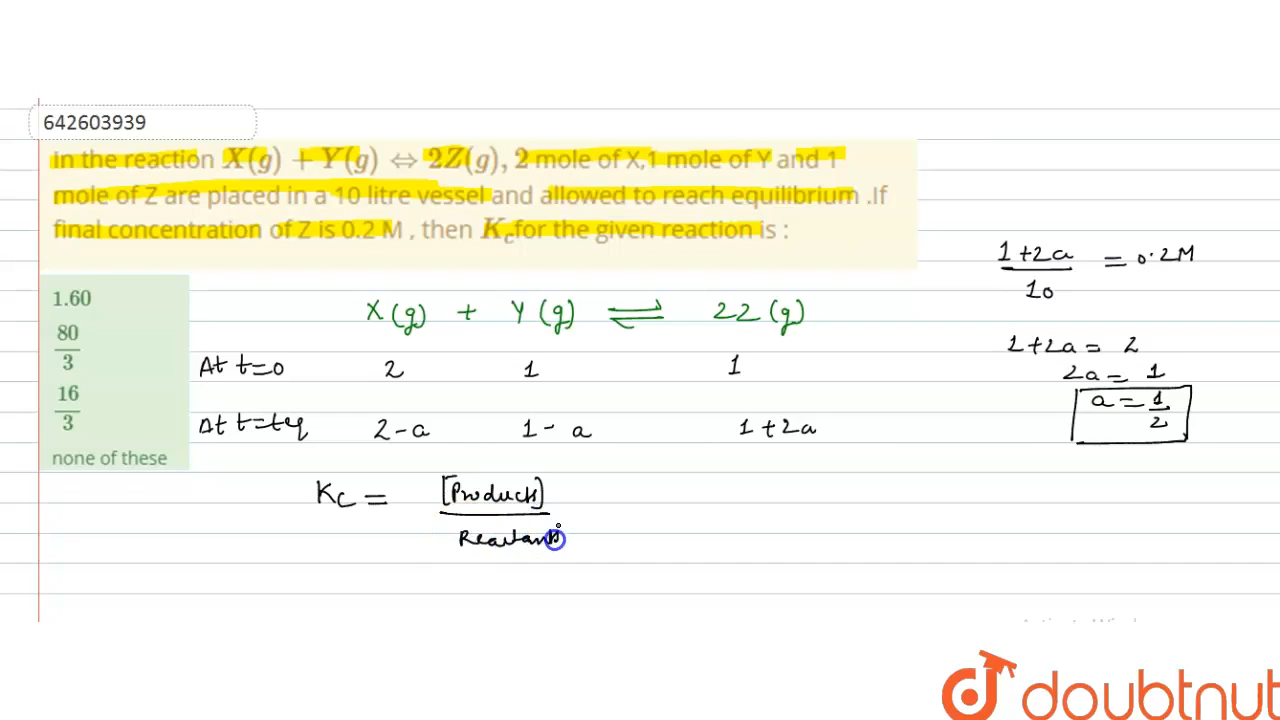 642603939
In the reaction X(g) + Y(g) ⇔ 2Z(g), 2 mole of X,1 mole of Y and 1
mole of Z are placed in a 10 litre vessel and allowed to reach equilibrium .If
final concentration of Z is 0.2 M , then Kc for the given reaction is :
1.60
80/3
16/3
none of these
X(g) + Y(g) ⇌ 2Z(g)
At t=0 2 1 1
At t=teq 2-a 1-a 1+2a
Kc = [Product]/Reactant
(1+2a)/10 = 0.2M
1+2a = 2
2a = 1
a = 1/2
doubtnut